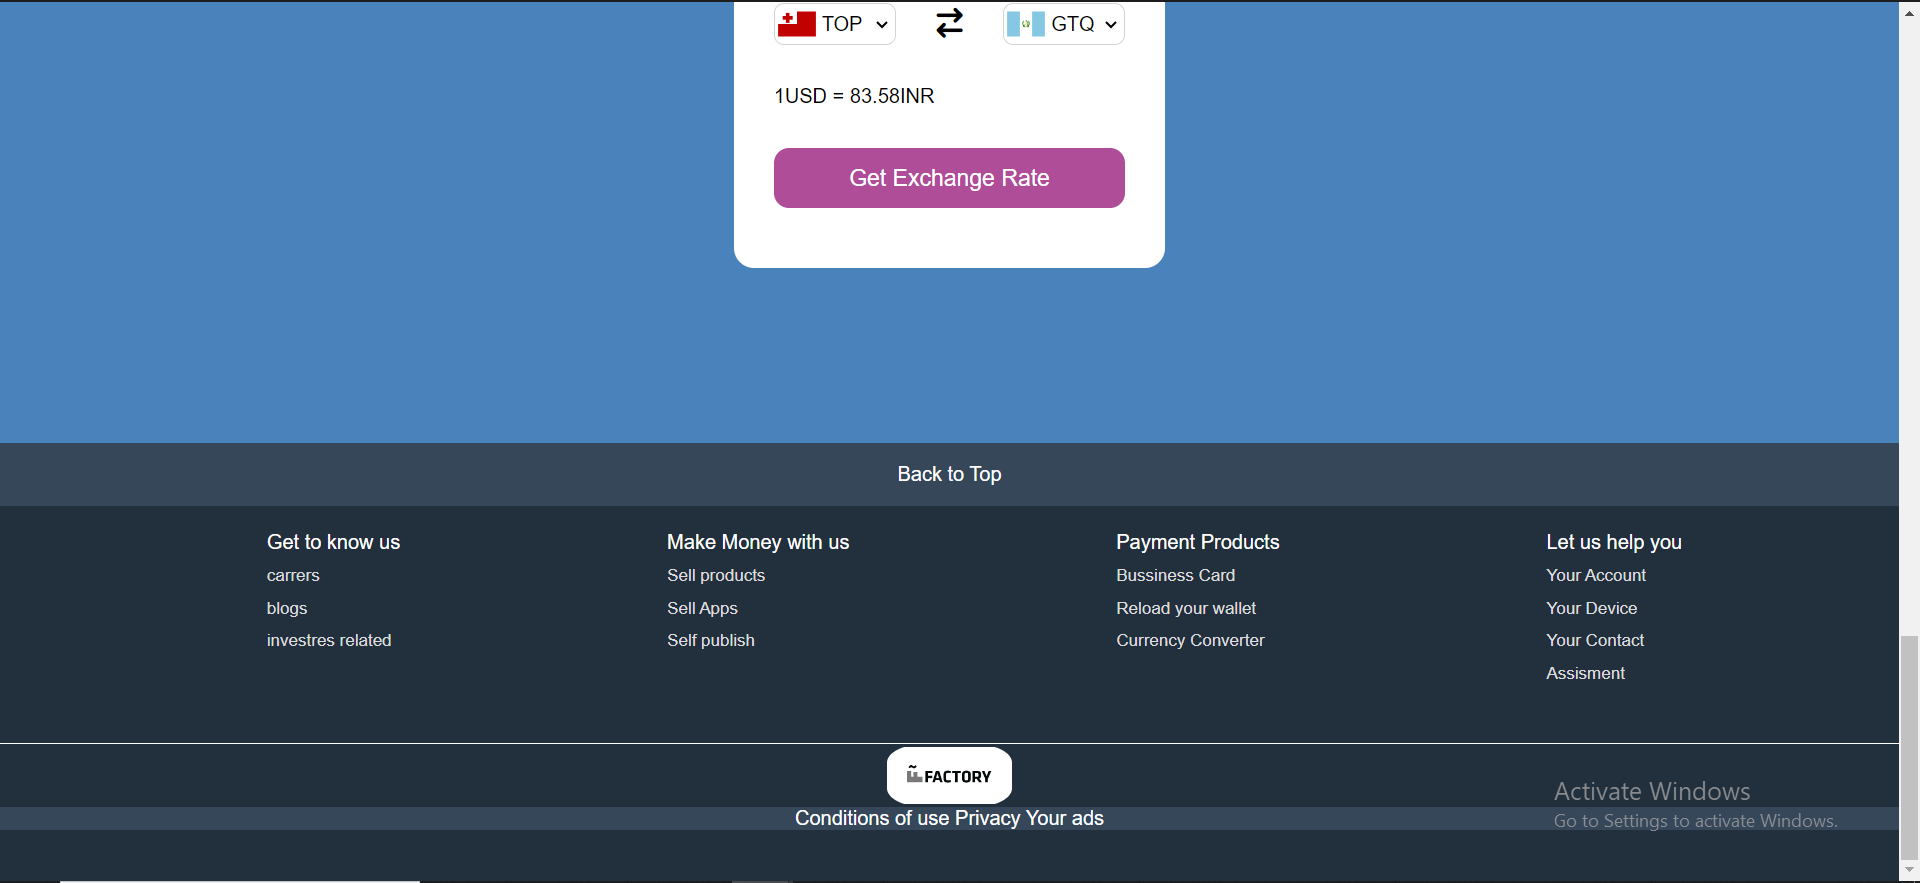 TOP GTQ
1USD = 83.58INR
Get Exchange Rate
Back to Top
Get to know us
carrers
blogs
investres related
Make Money with us
Sell products
Sell Apps
Self publish
Payment Products
Bussiness Card
Reload your wallet
Currency Converter
Let us help you
Your Account
Your Device
Your Contact
Assisment
FACTORY
Conditions of use Privacy Your ads
Activate Windows
Go to Settings to activate Windows.